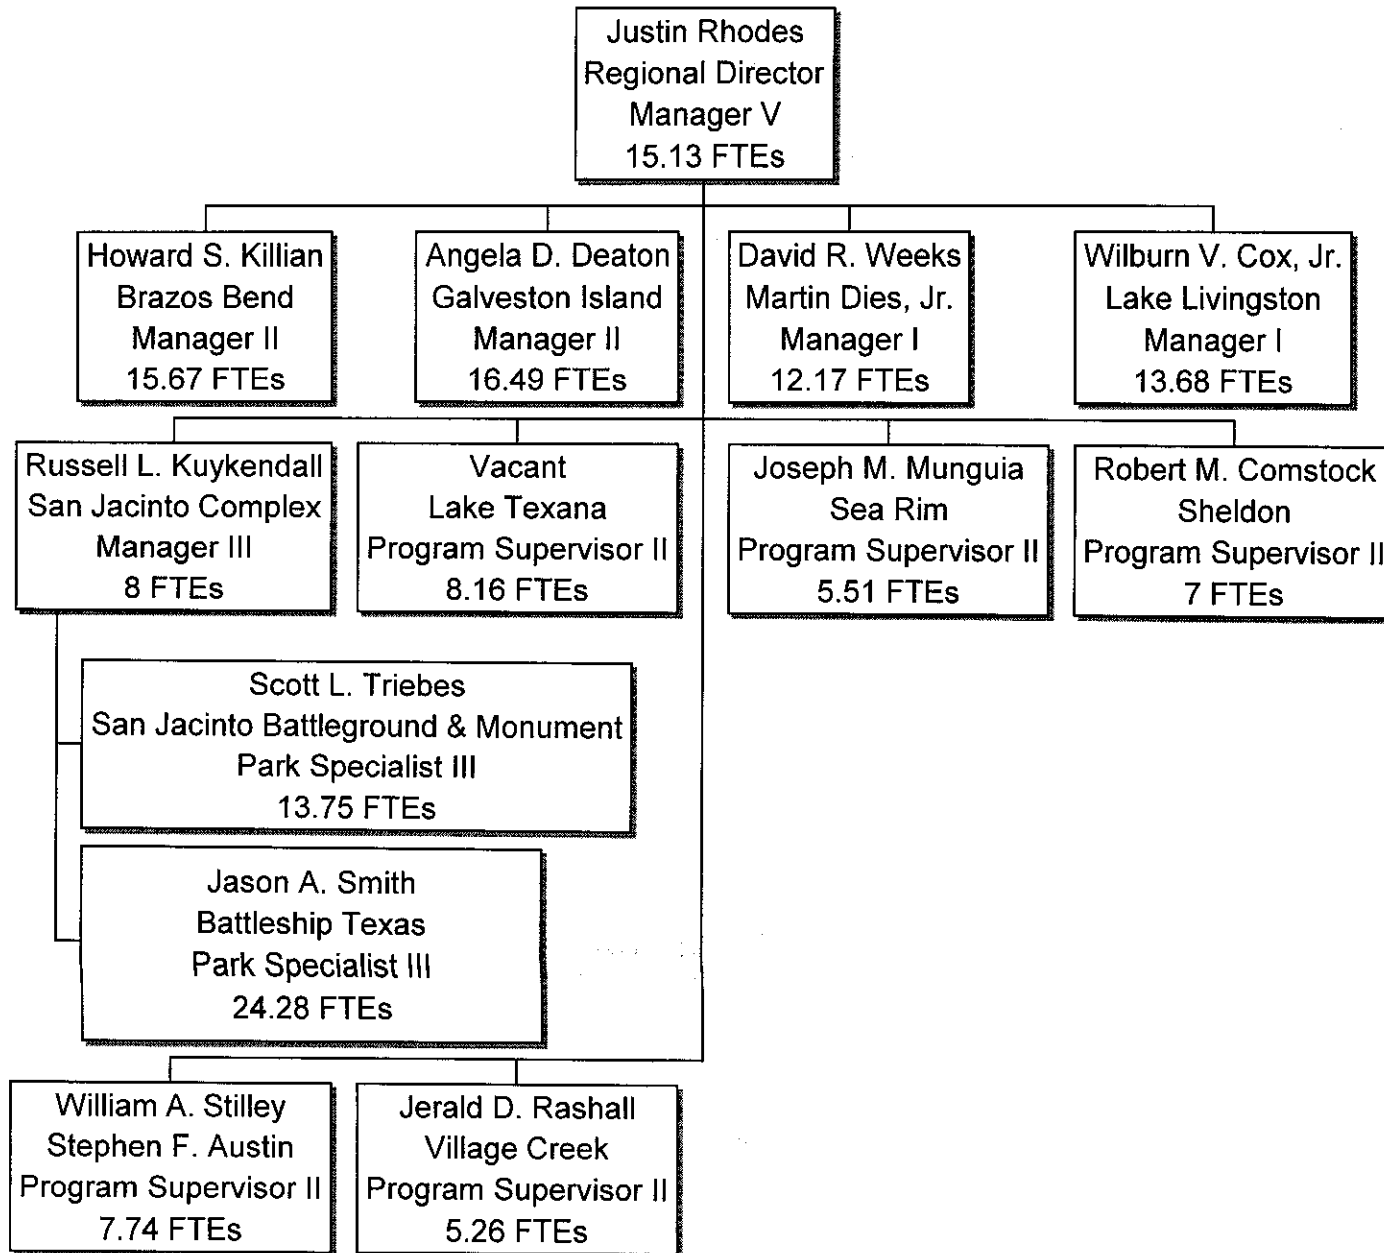 Justin Rhodes
Regional Director
Manager V
15.13 FTEs
Howard S. Killian
Brazos Bend
Manager II
15.67 FTEs
Angela D. Deaton
Galveston Island
Manager II
16.49 FTEs
David R. Weeks
Martin Dies, Jr.
Manager I
12.17 FTEs
Wilburn V. Cox, Jr.
Lake Livingston
Manager I
13.68 FTEs
Russell L. Kuykendall
San Jacinto Complex
Manager III
8 FTEs
Vacant
Lake Texana
Program Supervisor II
8.16 FTEs
Joseph M. Munguia
Sea Rim
Program Supervisor II
5.51 FTEs
Robert M. Comstock
Sheldon
Program Supervisor II
7 FTEs
Scott L. Triebes
San Jacinto Battleground & Monument
Park Specialist III
13.75 FTEs
Jason A. Smith
Battleship Texas
Park Specialist III
24.28 FTEs
William A. Stilley
Stephen F. Austin
Program Supervisor II
7.74 FTEs
Jerald D. Rashall
Village Creek
Program Supervisor II
5.26 FTEs